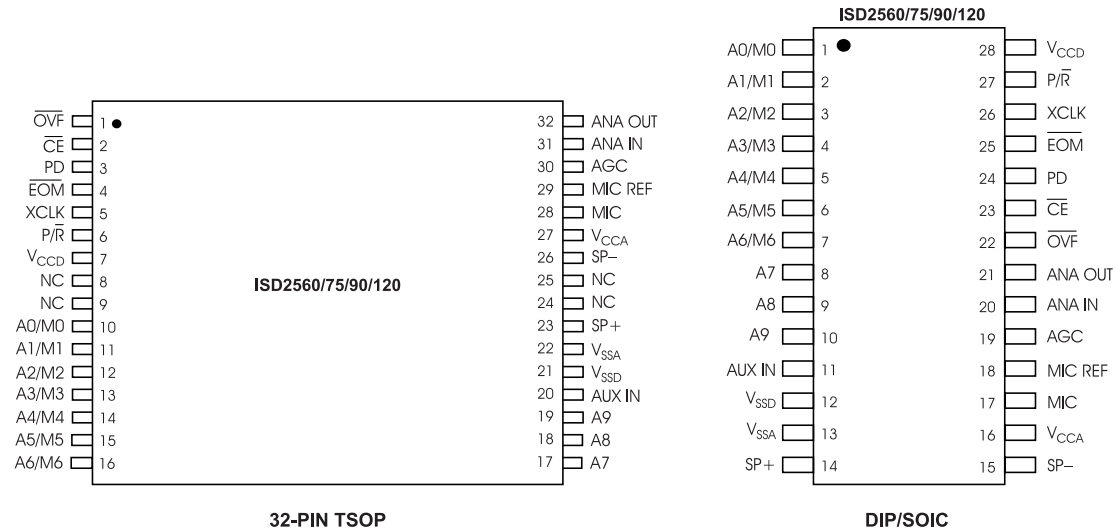 ISD2560/75/90/120
OVF 1 32 ANA OUT
CE 2 31 ANA IN
PD 3 30 AGC
EOM 4 29 MIC REF
XCLK 5 28 MIC
P/R 6 27 VCCA
VCCD 7 26 SP–
NC 8 25 NC
NC 9 24 NC
A0/M0 10 23 SP+
A1/M1 11 22 VSSA
A2/M2 12 21 VSSD
A3/M3 13 20 AUX IN
A4/M4 14 19 A9
A5/M5 15 18 A8
A6/M6 16 17 A7
32-PIN TSOP
ISD2560/75/90/120
A0/M0 1 28 VCCD
A1/M1 2 27 P/R
A2/M2 3 26 XCLK
A3/M3 4 25 EOM
A4/M4 5 24 PD
A5/M5 6 23 CE
A6/M6 7 22 OVF
A7 8 21 ANA OUT
A8 9 20 ANA IN
A9 10 19 AGC
AUX IN 11 18 MIC REF
VSSD 12 17 MIC
VSSA 13 16 VCCA
SP+ 14 15 SP–
DIP/SOIC